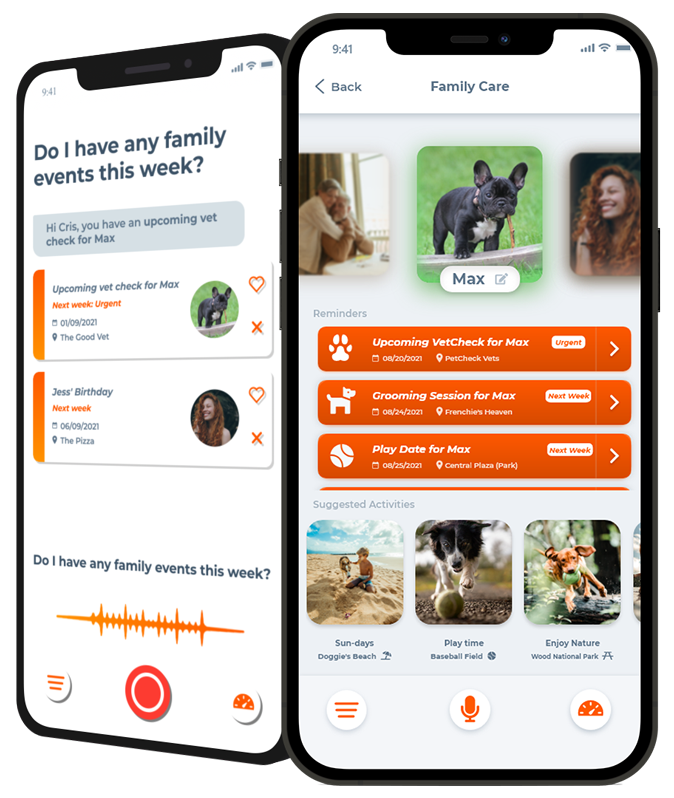 9:41
Do I have any family
events this week?
Hi Cris, you have an upcoming vet
check for Max
Upcoming vet check for Max
Next week: Urgent
01/09/2021
The Good Vet
Jess' Birthday
Next week
06/09/2021
The Pizza
Do I have any family events this week?
9:41
Back
Family Care
Max
Reminders
Upcoming VetCheck for Max
Urgent
08/20/2021 PetCheck Vets
Grooming Session for Max
Next Week
08/24/2021 Frenchie's Heaven
Play Date for Max
Next Week
08/25/2021 Central Plaza (Park)
Suggested Activities
Sun-days
Doggie's Beach
Play time
Baseball Field
Enjoy Nature
Wood National Park